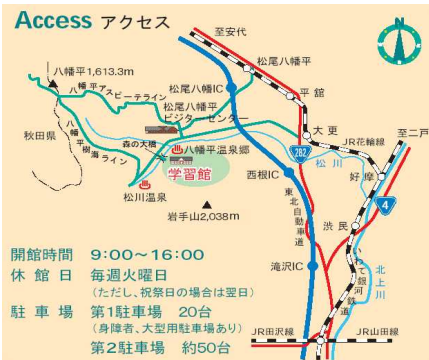 Access アクセス
至安代
松尾八幡平
八幡平1,613.3m
八幡平アスピーテライン
松尾八幡平IC
平館
松尾八幡平
ビジターセンター
大更
JR花輪線
至二戸
秋田県
八幡平樹海ライン
森の大橋
八幡平温泉郷
282
松川
好摩
学習館
西根IC
松川温泉
東北自動車道
4
岩手山2,038m
渋民
いわて銀河鉄道
北上川
滝沢IC
開館時間 9:00~16:00
休館日 毎週火曜日
(ただし、祝祭日の場合は翌日)
駐車場 第1駐車場 20台
(身障者、大型用駐車場あり)
第2駐車場 約50台
JR田沢線
JR山田線